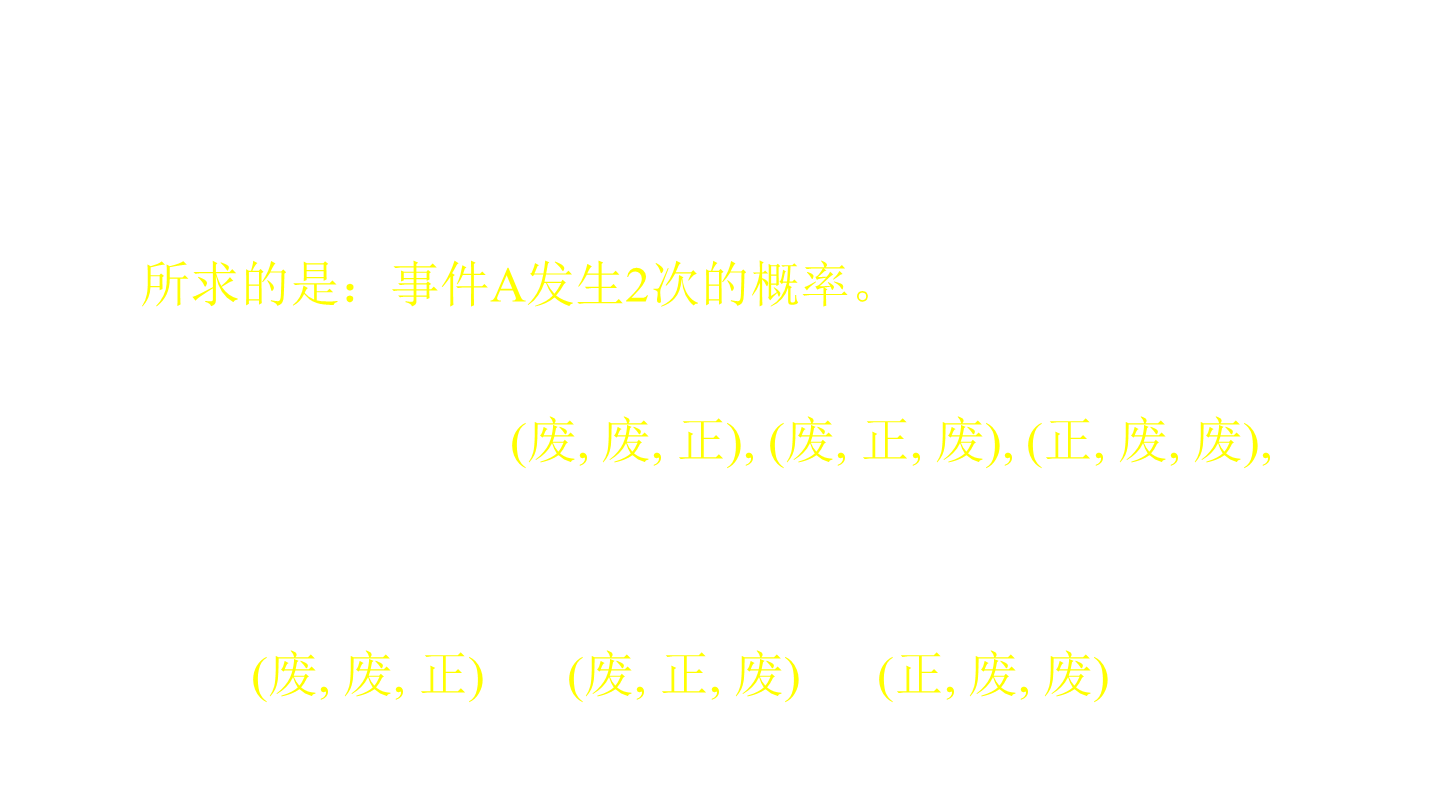 所求的是：事件A发生2次的概率。
(废, 废, 正), (废, 正, 废), (正, 废, 废),
(废, 废, 正) (废, 正, 废) (正, 废, 废)